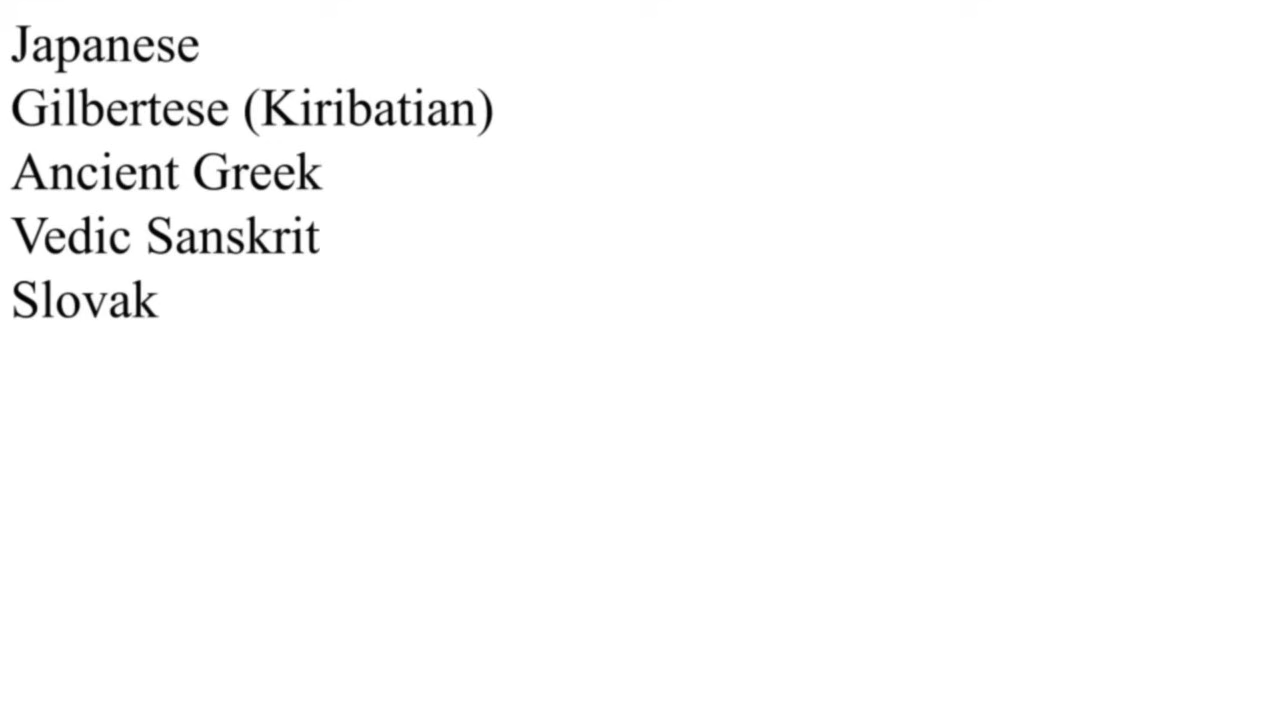 Japanese
Gilbertese (Kiribatian)
Ancient Greek
Vedic Sanskrit
Slovak